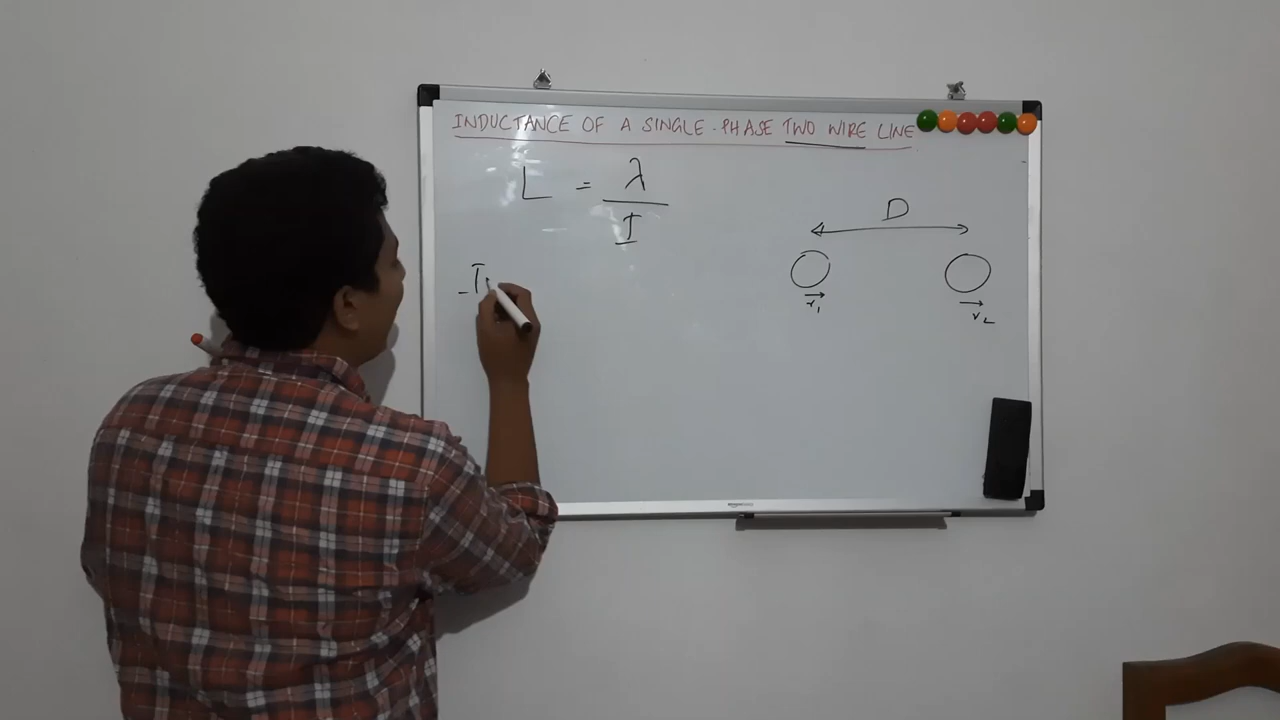 INDUCTANCE OF A SINGLE-PHASE TWO WIRE LINE
L = λ / I
D
r₁
r₂
I